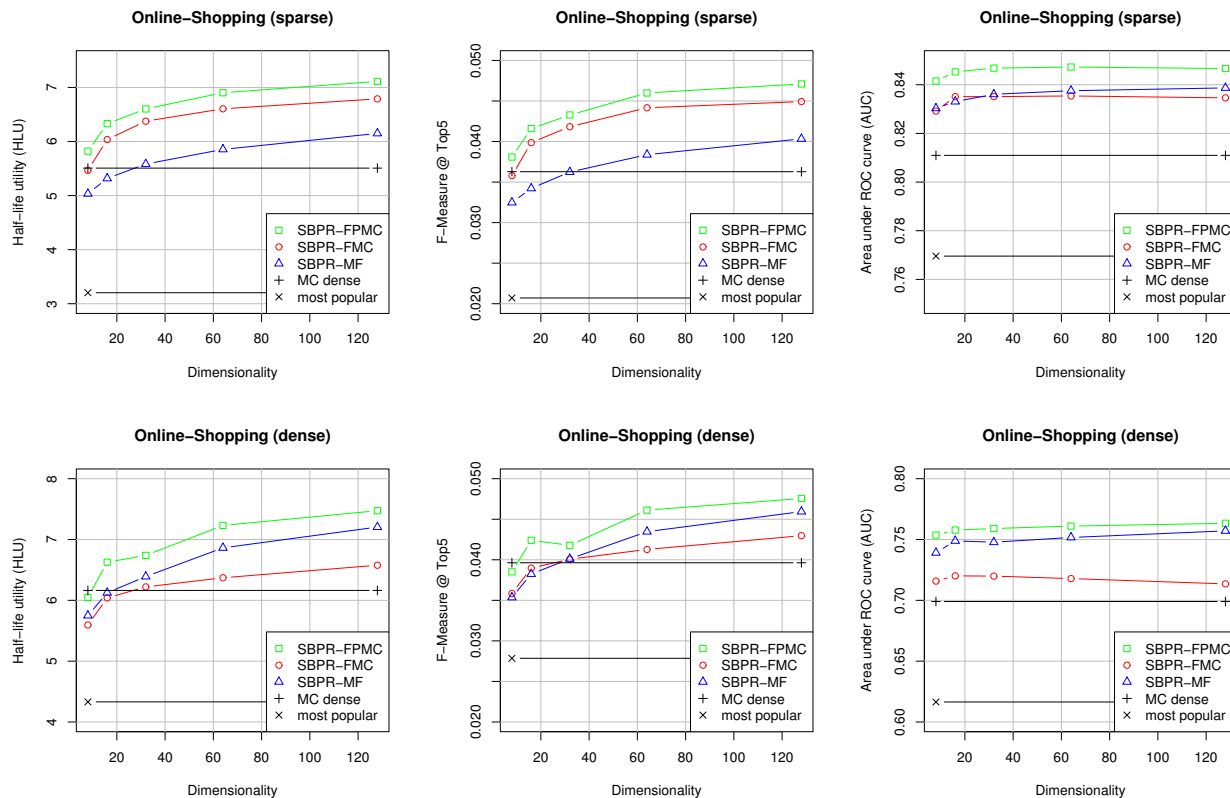 Online−Shopping (sparse)
Half−life utility (HLU)
7
6
5
4
3
SBPR−FPMC
SBPR−FMC
SBPR−MF
MC dense
most popular
20 40 60 80 100 120
Dimensionality
Online−Shopping (sparse)
F−Measure @ Top5
0.050
0.040
0.030
0.020
SBPR−FPMC
SBPR−FMC
SBPR−MF
MC dense
most popular
20 40 60 80 100 120
Dimensionality
Online−Shopping (sparse)
Area under ROC curve (AUC)
0.84
0.82
0.80
0.78
0.76
SBPR−FPMC
SBPR−FMC
SBPR−MF
MC dense
most popular
20 40 60 80 100 120
Dimensionality
Online−Shopping (dense)
Half−life utility (HLU)
8
7
6
5
4
SBPR−FPMC
SBPR−FMC
SBPR−MF
MC dense
most popular
20 40 60 80 100 120
Dimensionality
Online−Shopping (dense)
F−Measure @ Top5
0.050
0.040
0.030
0.020
SBPR−FPMC
SBPR−FMC
SBPR−MF
MC dense
most popular
20 40 60 80 100 120
Dimensionality
Online−Shopping (dense)
Area under ROC curve (AUC)
0.80
0.75
0.70
0.65
0.60
SBPR−FPMC
SBPR−FMC
SBPR−MF
MC dense
most popular
20 40 60 80 100 120
Dimensionality